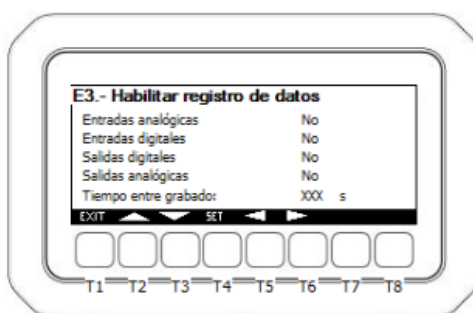 E3.- Habilitar registro de datos
Entradas analógicas No
Entradas digitales No
Salidas digitales No
Salidas analógicas No
Tiempo entre grabado: XXX s
EXIT SET
T1 T2 T3 T4 T5 T6 T7 T8